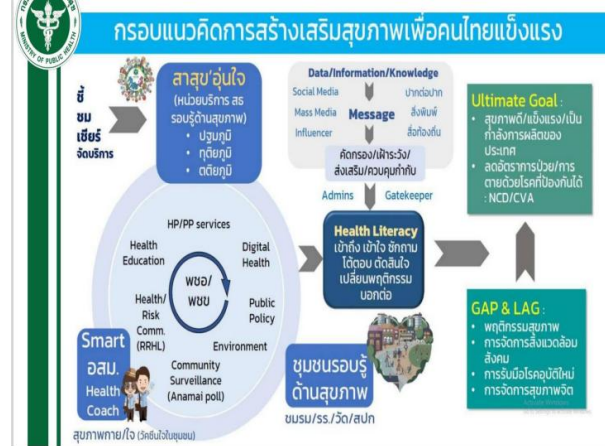 MINISTRY OF PUBLIC HEALTH
กรอบแนวคิดการสร้างเสริมสุขภาพเพื่อคนไทยแข็งแรง
ชี้
ชม
เชียร์
จัดบริการ
สาสุข'อุ่นใจ
(หน่วยบริการ สธ
รอบรู้ด้านสุขภาพ)
• ปฐมภูมิ
• ทุติยภูมิ
• ตติยภูมิ
Data/Information/Knowledge
Social Media
Mass Media
Influencer
Message
ปากต่อปาก
สิ่งพิมพ์
สื่อท้องถิ่น
คัดกรอง/เฝ้าระวัง/
ส่งเสริม/ควบคุมกำกับ
Admins
Gatekeeper
Health Literacy
เข้าถึง เข้าใจ ซักถาม
โต้ตอบ ตัดสินใจ
เปลี่ยนพฤติกรรม
บอกต่อ
Ultimate Goal :
• สุขภาพดี/แข็งแรง/เป็น
กำลังการผลิตของ
ประเทศ
• ลดอัตราการป่วย/การ
ตายด้วยโรคที่ป้องกันได้
: NCD/CVA
HP/PP services
Health
Education
Digital
Health
พชอ/
พชข
Health/
Risk
Comm.
(RRHL)
Public
Policy
Environment
Community
Surveillance
(Anamai poll)
Smart
อสม.
Health
Coach
สุขภาพกาย/ใจ (วัคซีนใจในชุมชน)
ชุมชนรอบรู้
ด้านสุขภาพ
ชมรม/รร./วัด/สปก
GAP & LAG :
• พฤติกรรมสุขภาพ
• การจัดการสิ่งแวดล้อม
สังคม
• การรับมือโรคอุบัติใหม่
• การจัดการสุขภาพจิต